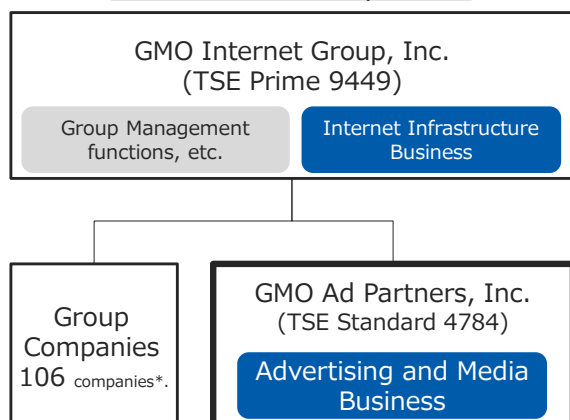 GMO Internet Group, Inc.
(TSE Prime 9449)
Group Management
functions, etc.
Internet Infrastructure
Business
Group
Companies
106 companies*.
GMO Ad Partners, Inc.
(TSE Standard 4784)
Advertising and Media
Business